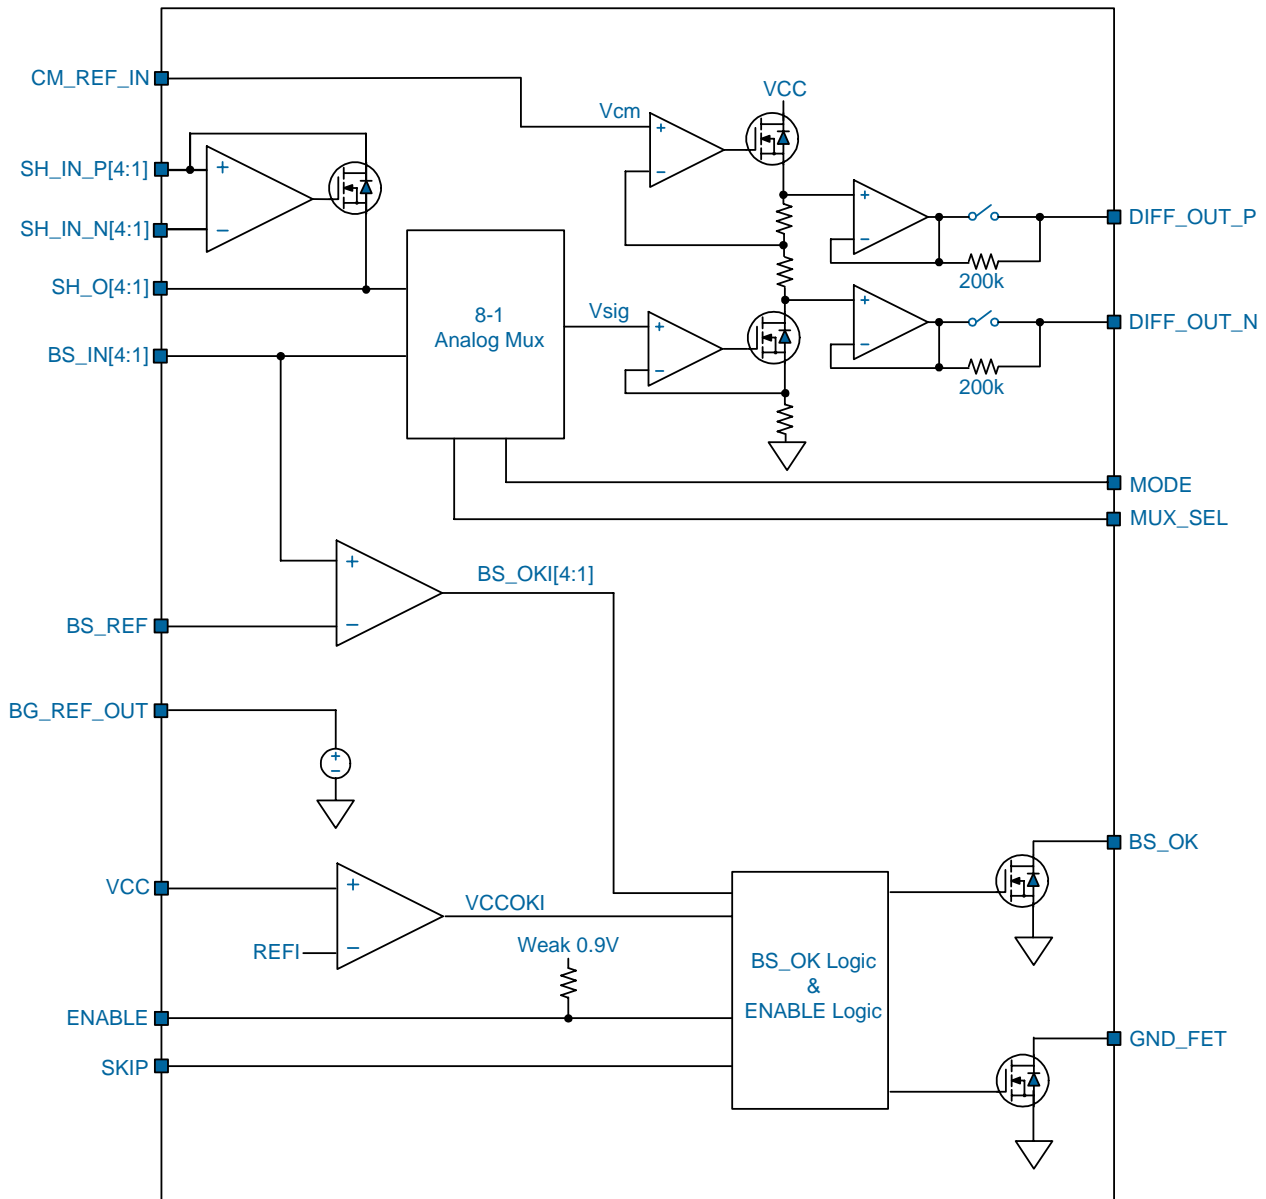 CM_REF_IN
Vcm
VCC
SH_IN_P[4:1]
SH_IN_N[4:1]
DIFF_OUT_P
200k
SH_O[4:1]
8-1
Analog Mux
Vsig
DIFF_OUT_N
BS_IN[4:1]
200k
MODE
MUX_SEL
BS_OKI[4:1]
BS_REF
BG_REF_OUT
BS_OK
VCC
VCCOKI
REFI
Weak 0.9V
BS_OK Logic
&
ENABLE Logic
ENABLE
GND_FET
SKIP